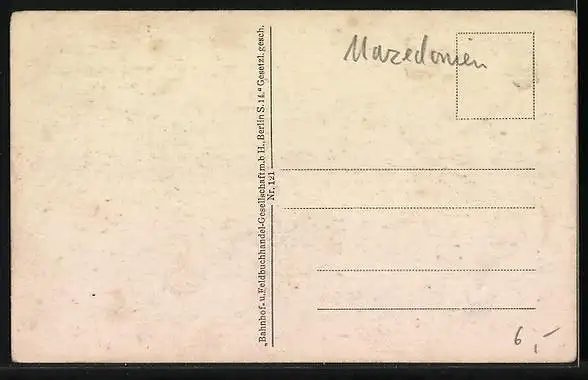 Mazedonien
„Bahnhof- u. Feldbuchhandel-Gesellschaft m.b H., Berlin S. 14.“ Gesetzl. gesch.
Nr. 121
6,-